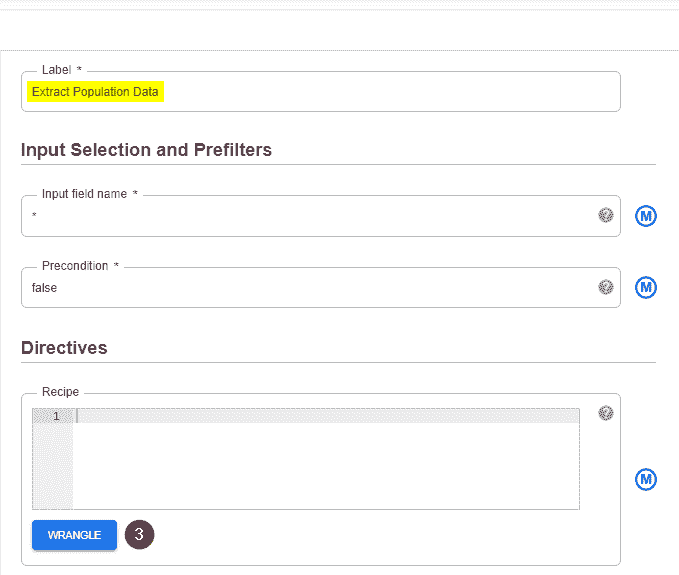 Label *
Extract Population Data
Input Selection and Prefilters
Input field name *
*
M
Precondition *
false
M
Directives
Recipe
1
M
WRANGLE 3